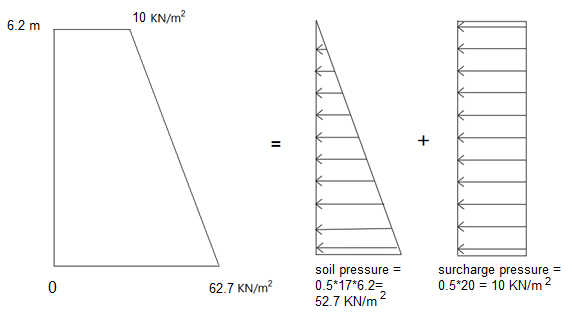 10 KN/m²
6.2 m
=
+
0
62.7 KN/m²
soil pressure =
0.5*17*6.2=
52.7 KN/m²
surcharge pressure =
0.5*20 = 10 KN/m²